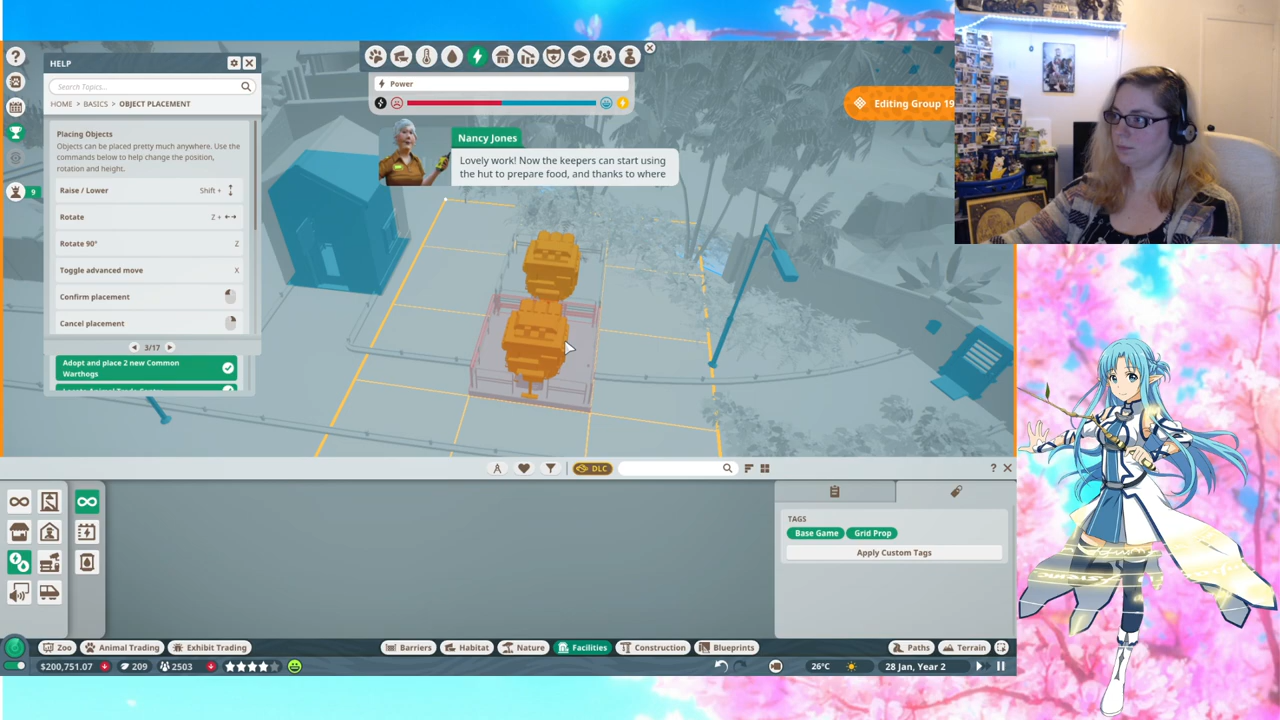 HELP
Search Topics...
HOME > BASICS > OBJECT PLACEMENT
Placing Objects
Objects can be placed pretty much anywhere. Use the
commands below to help change the position,
rotation and height.
Raise / Lower Shift +
Rotate Z +
Rotate 90° Z
Toggle advanced move X
Confirm placement
Cancel placement
3/17
Adopt and place 2 new Common
Warthogs
9
Power
Nancy Jones
Lovely work! Now the keepers can start using
the hut to prepare food, and thanks to where
Editing Group 19
DLC
?
TAGS
Base Game Grid Prop
Apply Custom Tags
Zoo Animal Trading Exhibit Trading Barriers Habitat Nature Facilities Construction Blueprints Paths Terrain
$200,751.07 209 2503 26°C 28 Jan, Year 2